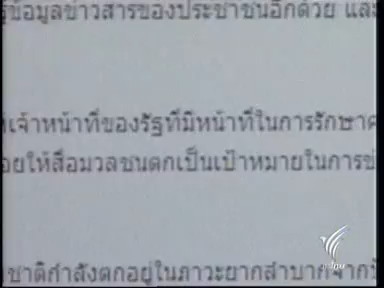 ข้อมูลข่าวสารของประชาชนอีกด้วย และ
เจ้าหน้าที่ของรัฐที่มีหน้าที่ในการรักษาค
อยให้สื่อมวลชนตกเป็นเป้าหมายในการข่
ชาติกำลังตกอยู่ในภาวะยากลำบากจาก